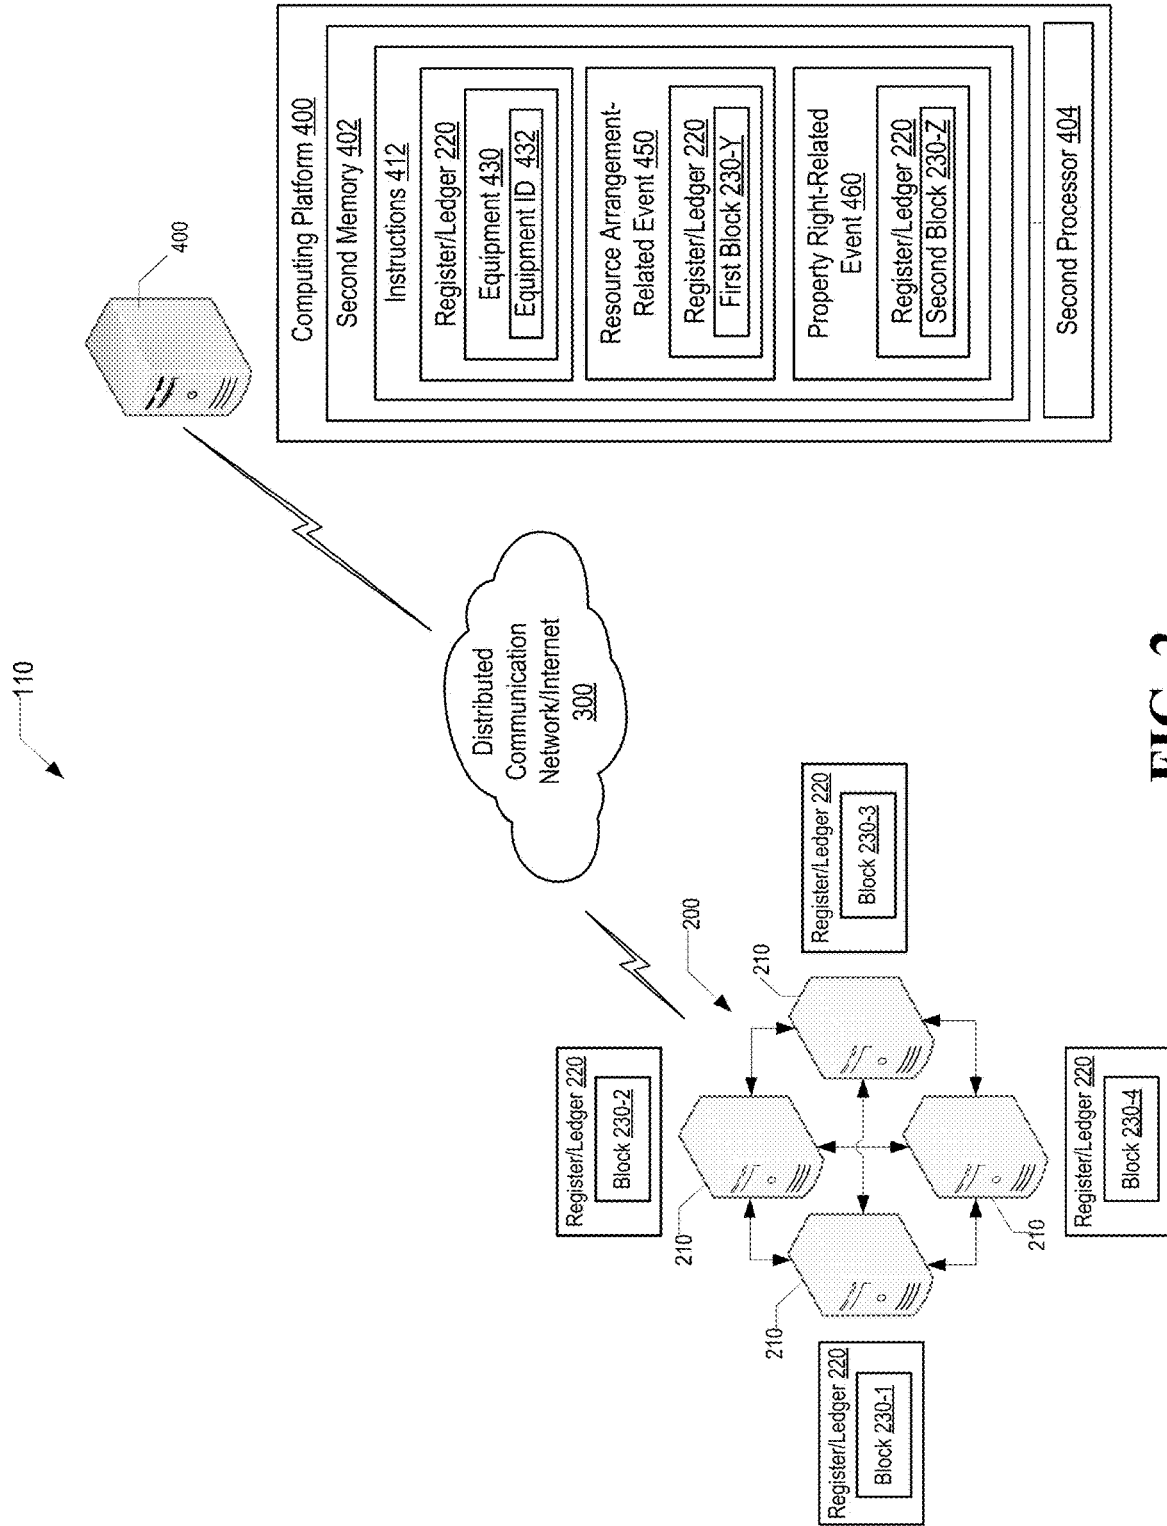 110
400
Computing Platform 400
Second Memory 402
Instructions 412
Register/Ledger 220
Equipment 430
Equipment ID 432
Resource Arrangement-
Related Event 450
Register/Ledger 220
First Block 230-Y
Property Right-Related
Event 460
Register/Ledger 220
Second Block 230-Z
Second Processor 404
Distributed
Communication
Network/Internet
300
200
Register/Ledger 220
Block 230-2
210
210
Register/Ledger 220
Block 230-3
210
Register/Ledger 220
Block 230-1
210
Register/Ledger 220
Block 230-4